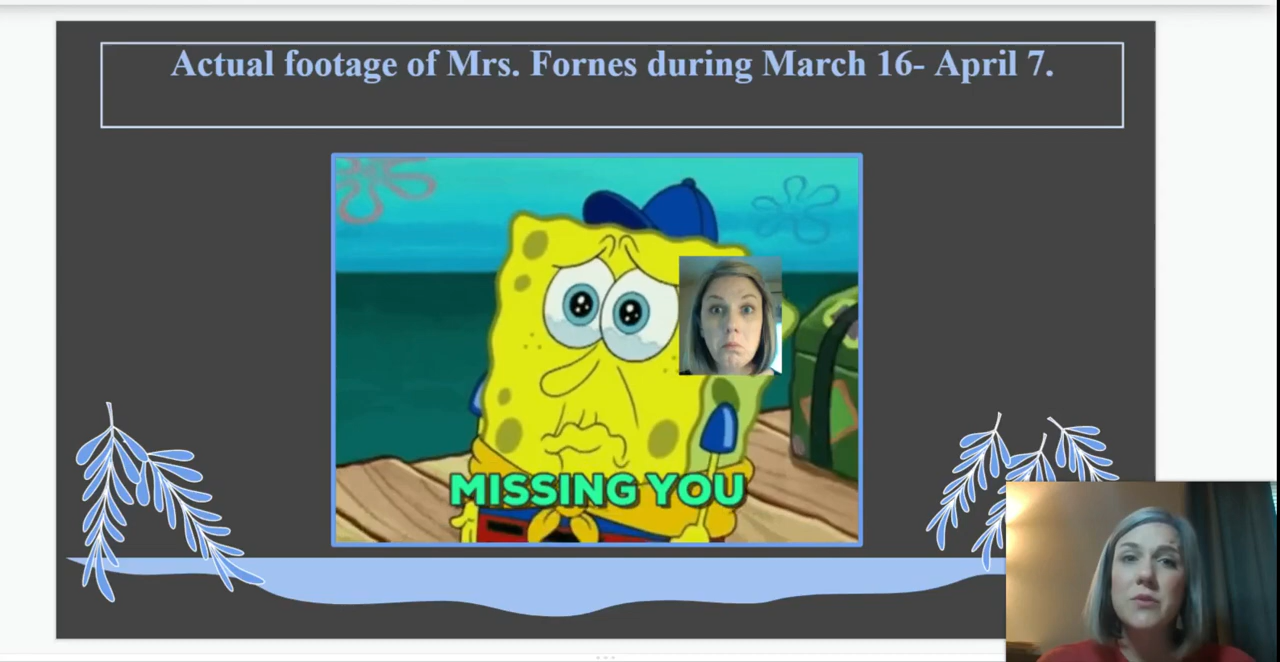 Actual footage of Mrs. Fornes during March 16- April 7.
MISSING YOU